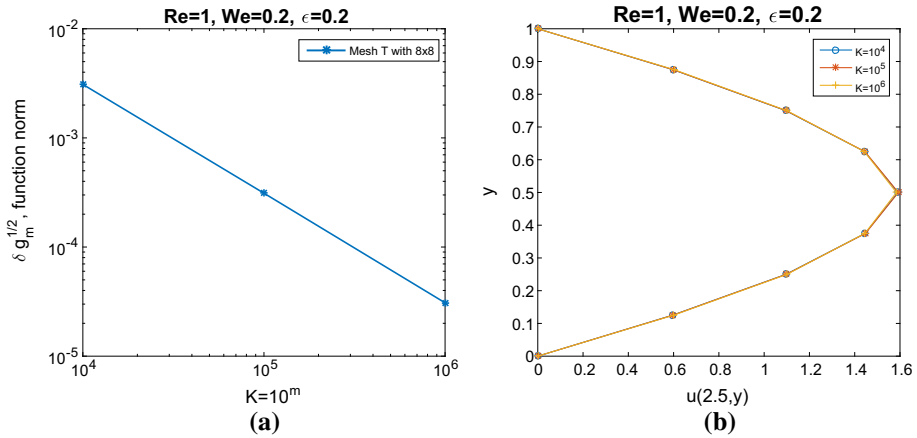 Re=1, We=0.2, ϵ=0.2
Mesh T with 8x8
10^-2
10^-3
10^-4
10^-5
δ g_m^1/2, function norm
10^4
10^5
10^6
K=10^m
(a)
Re=1, We=0.2, ϵ=0.2
K=10^4
K=10^5
K=10^6
1
0.9
0.8
0.7
0.6
0.5
0.4
0.3
0.2
0.1
0
y
0
0.2
0.4
0.6
0.8
1
1.2
1.4
1.6
u(2.5,y)
(b)